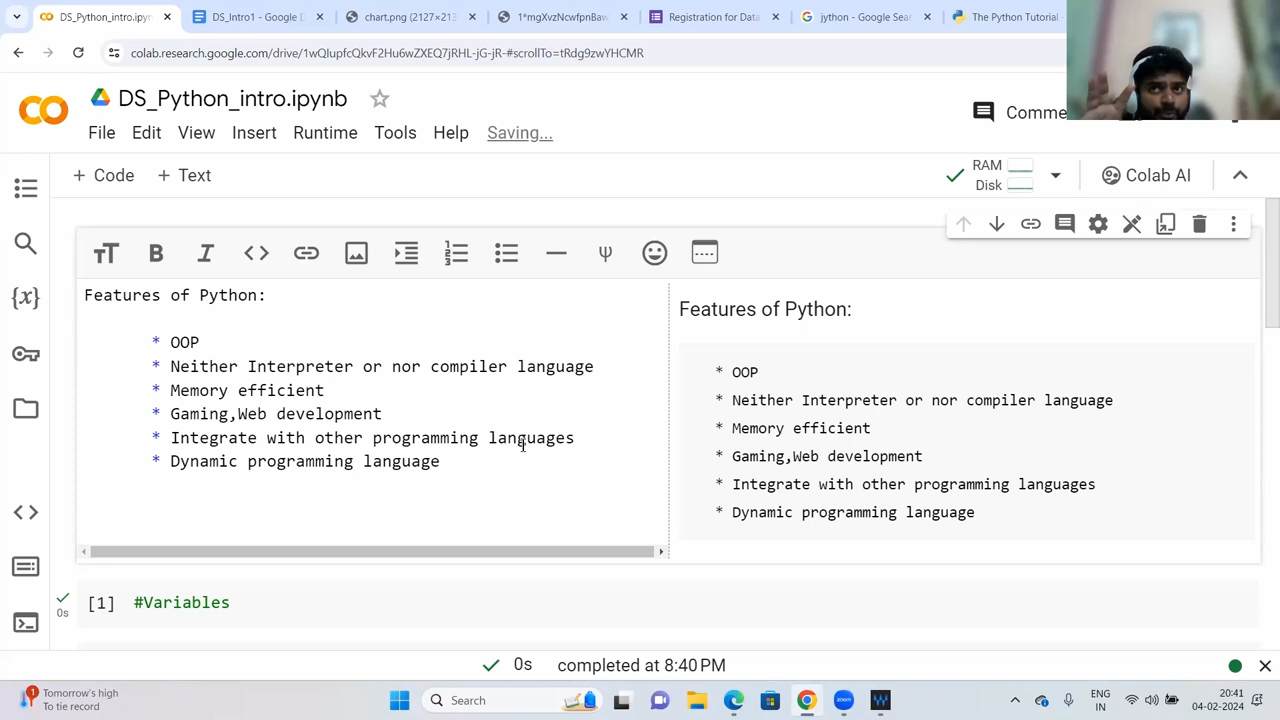 DS_Python_intro.ipynb
DS_Intro1 - Google D
chart.png (2127×213
1*mgXvzNcwfpnBaw
Registration for Dat
jython - Google Sea
The Python Tutorial
colab.research.google.com/drive/1wQlupfcQkvF2Hu6wZXEQ7iRHL-jG-jR-#scrollTo=tRdg9zwYHCMR
DS_Python_intro.ipynb
Comme
File Edit View Insert Runtime Tools Help Saving...
+ Code + Text
RAM
Disk
Colab AI
Features of Python:
* OOP
* Neither Interpreter or nor compiler language
* Memory efficient
* Gaming,Web development
* Integrate with other programming languages
* Dynamic programming language
Features of Python:
* OOP
* Neither Interpreter or nor compiler language
* Memory efficient
* Gaming,Web development
* Integrate with other programming languages
* Dynamic programming language
[1] #Variables
0s
0s completed at 8:40 PM
1
Tomorrow's high
To tie record
Search
ENG
IN
20:41
04-02-2024